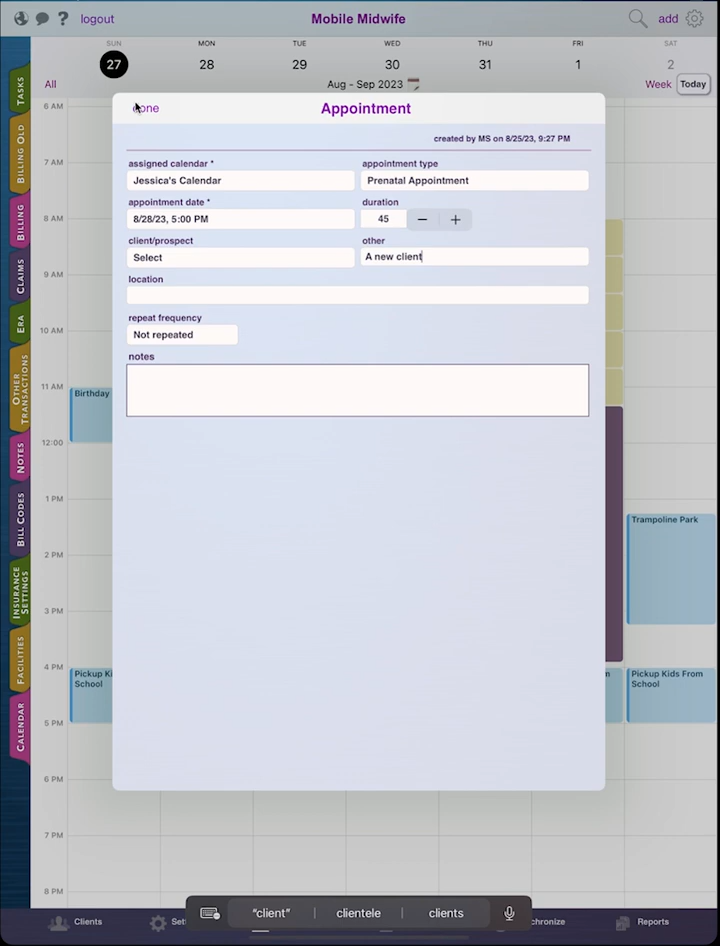 logout
Mobile Midwife
add
SUN
MON
TUE
WED
THU
FRI
SAT
27
28
29
30
31
1
2
All
Aug - Sep 2023
Week
Today
TASKS
BILLING OLD
BILLING
CLAIMS
ERA
OTHER
TRANSACTIONS
NOTES
BILL CODES
INSURANCE
SETTINGS
FACILITIES
CALENDAR
6 AM
7 AM
8 AM
9 AM
10 AM
11 AM
12:00
1 PM
2 PM
3 PM
4 PM
5 PM
6 PM
7 PM
8 PM
Birthday
Pickup Ki
School
Trampoline Park
Pickup Kids From
School
done
Appointment
created by MS on 8/25/23, 9:27 PM
assigned calendar *
appointment type
Jessica's Calendar
Prenatal Appointment
appointment date *
duration
8/28/23, 5:00 PM
45
client/prospect
other
Select
A new client
location
repeat frequency
Not repeated
notes
"client"
clientele
clients
Clients
Set
chronize
Reports